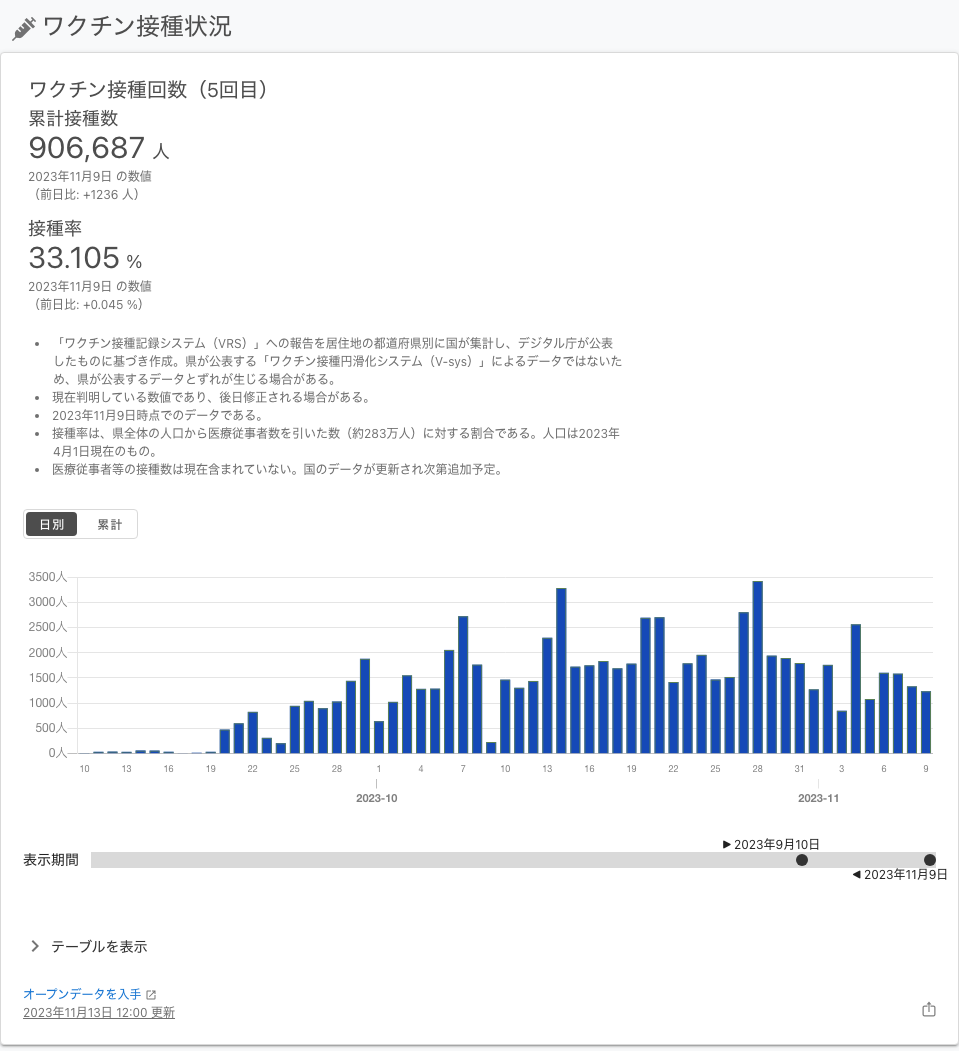 ワクチン接種状況
ワクチン接種回数（5回目）
累計接種数
906,687 人
2023年11月9日 の数値
（前日比: +1236 人）
接種率
33.105 %
2023年11月9日 の数値
（前日比: +0.045 %）
• 「ワクチン接種記録システム（VRS）」への報告を居住地の都道府県別に国が集計し、デジタル庁が公表
したものに基づき作成。県が公表する「ワクチン接種円滑化システム（V-sys）」によるデータではないた
め、県が公表するデータとずれが生じる場合がある。
• 現在判明している数値であり、後日修正される場合がある。
• 2023年11月9日時点でのデータである。
• 接種率は、県全体の人口から医療従事者数を引いた数（約283万人）に対する割合である。人口は2023年
4月1日現在のもの。
• 医療従事者等の接種数は現在含まれていない。国のデータが更新され次第追加予定。
日別 累計
3500人
3000人
2500人
2000人
1500人
1000人
500人
0人
10 13 16 19 22 25 28 1 4 7 10 13 16 19 22 25 28 31 3 6 9
2023-10 2023-11
2023年9月10日
表示期間
2023年11月9日
テーブルを表示
オープンデータを入手
2023年11月13日 12:00 更新